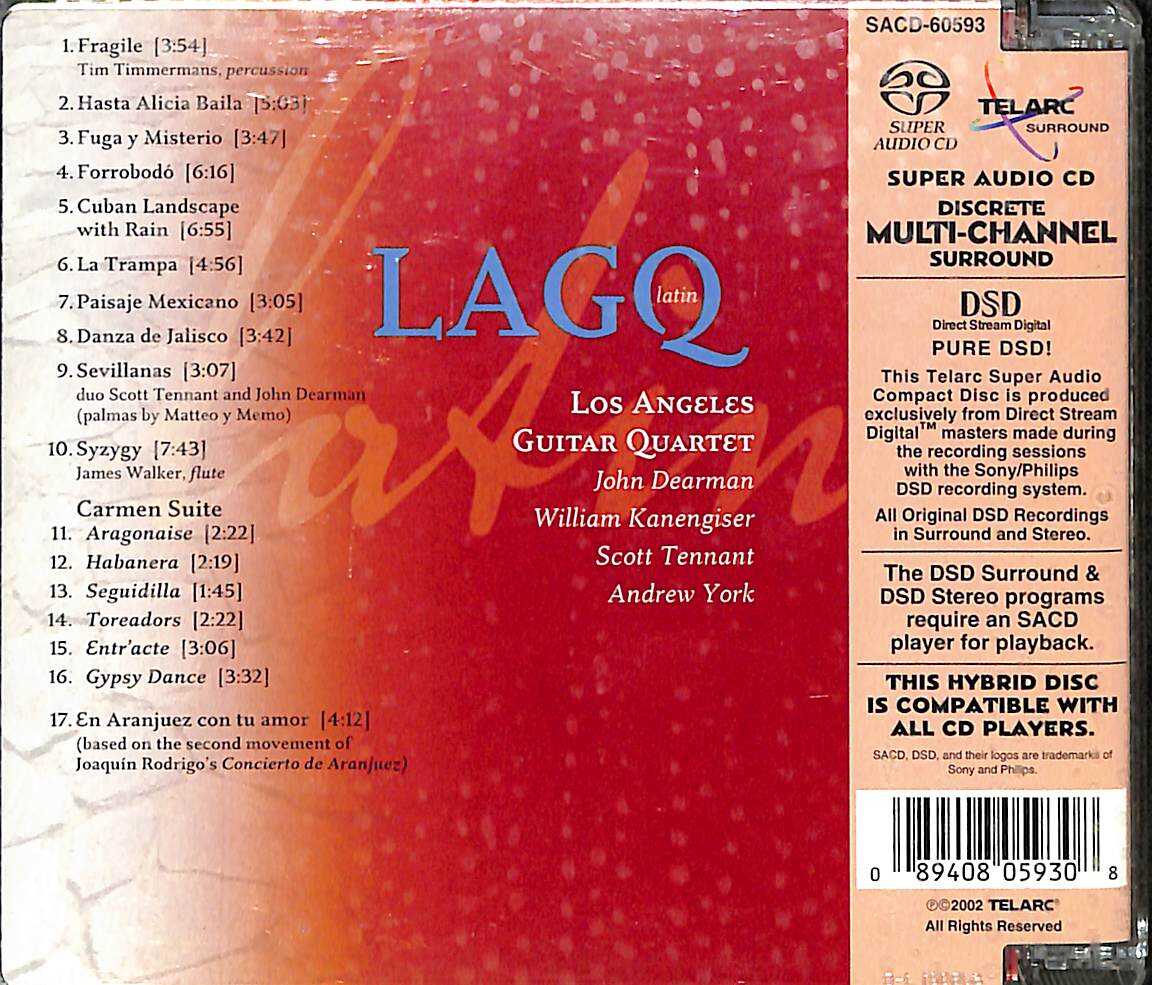 1. Fragile [3:54]
Tim Timmermans, percussion
2. Hasta Alicia Baila [5:03]
3. Fuga y Misterio [3:47]
4. Forrobodó [6:16]
5. Cuban Landscape
with Rain [6:55]
6. La Trampa [4:56]
7. Paisaje Mexicano [3:05]
8. Danza de Jalisco [3:42]
9. Sevillanas [3:07]
duo Scott Tennant and John Dearman
(palmas by Matteo y Memo)
10. Syzygy [7:43]
James Walker, flute
Carmen Suite
11. Aragonaise [2:22]
12. Habanera [2:19]
13. Seguidilla [1:45]
14. Toreadors [2:22]
15. Entr'acte [3:06]
16. Gypsy Dance [3:32]
17. En Aranjuez con tu amor [4:12]
(based on the second movement of
Joaquín Rodrigo's Concierto de Aranjuez)
latin
LAGQ
latin
Los Angeles
Guitar Quartet
John Dearman
William Kanengiser
Scott Tennant
Andrew York
SACD-60593
SUPER
AUDIO CD
TELARC
SURROUND
SUPER AUDIO CD
DISCRETE
MULTI-CHANNEL
SURROUND
DSD
Direct Stream Digital
PURE DSD!
This Telarc Super Audio
Compact Disc is produced
exclusively from Direct Stream
Digital™ masters made during
the recording sessions
with the Sony/Philips
DSD recording system.
All Original DSD Recordings
in Surround and Stereo.
The DSD Surround &
DSD Stereo programs
require an SACD
player for playback.
THIS HYBRID DISC
IS COMPATIBLE WITH
ALL CD PLAYERS.
SACD, DSD, and their logos are trademarks of
Sony and Philips.
0 89408 05930 8
℗©2002 TELARC®
All Rights Reserved